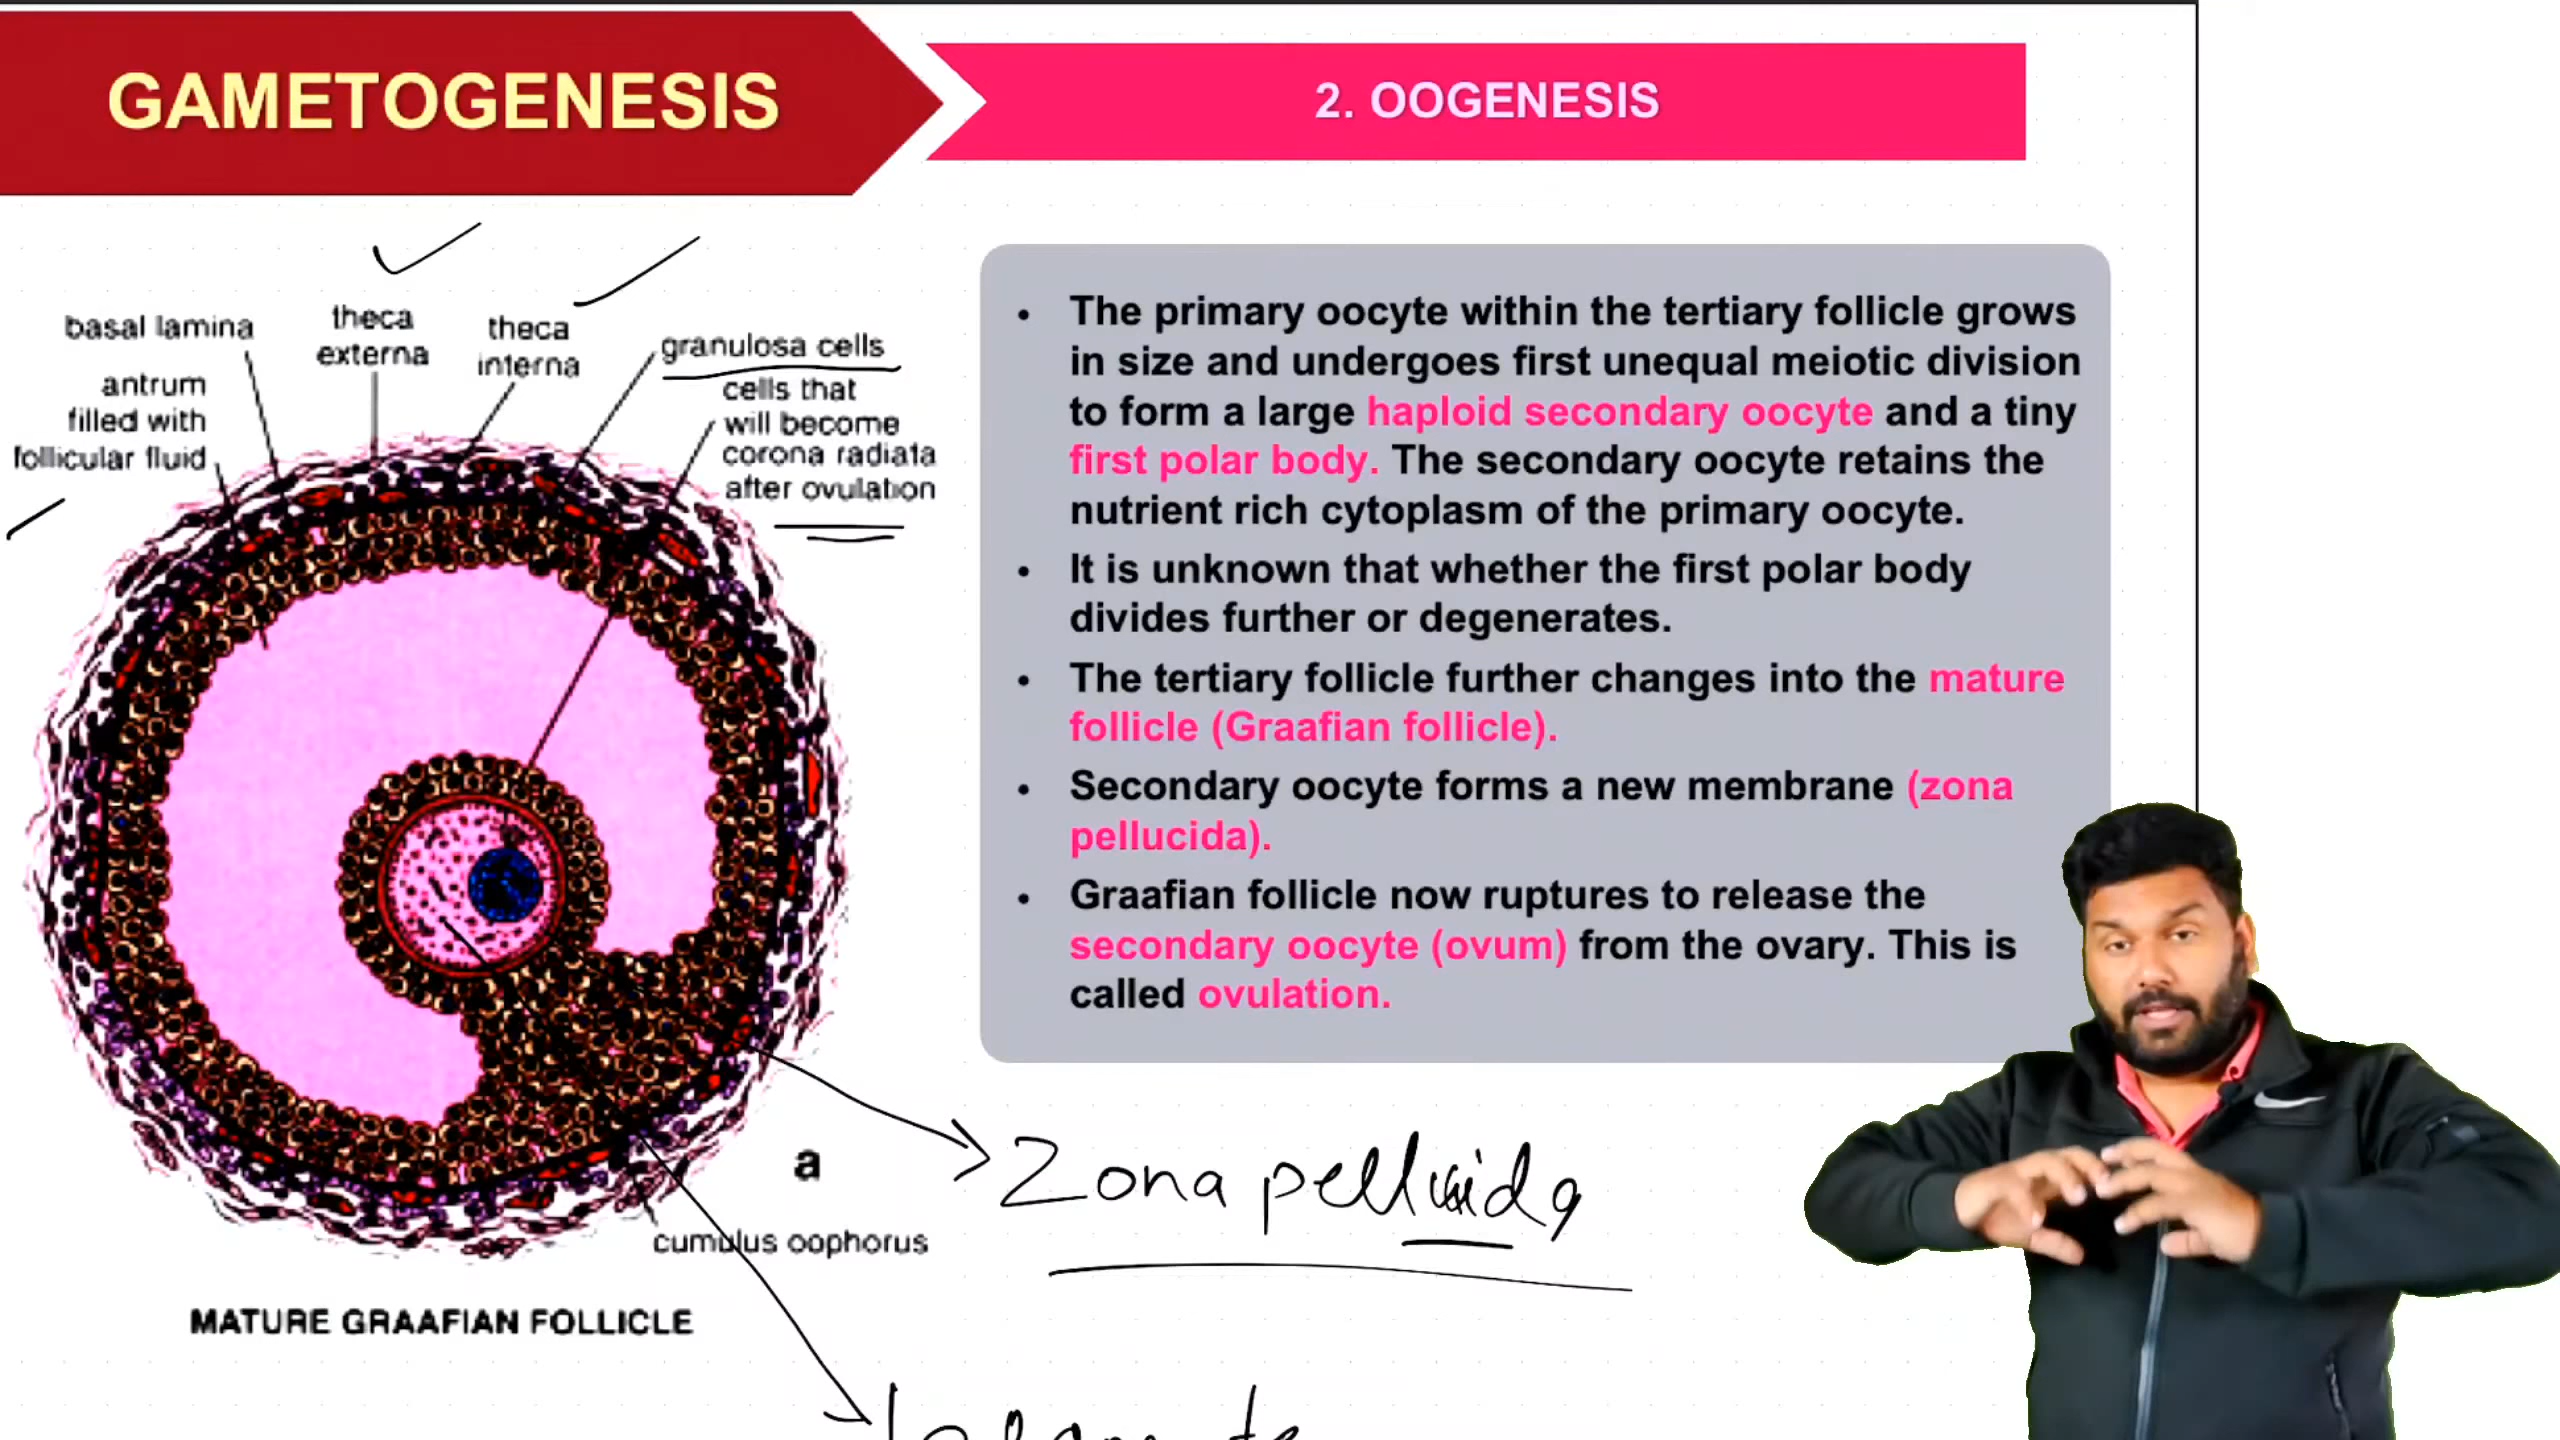 GAMETOGENESIS
2. OOGENESIS
basal lamina
theca
externa
theca
interna
granulosa cells
antrum
filled with
follicular fluid
cells that
will become
corona radiata
after ovulation
a
cumulus oophorus
MATURE GRAAFIAN FOLLICLE
• The primary oocyte within the tertiary follicle grows
in size and undergoes first unequal meiotic division
to form a large haploid secondary oocyte and a tiny
first polar body. The secondary oocyte retains the
nutrient rich cytoplasm of the primary oocyte.
• It is unknown that whether the first polar body
divides further or degenerates.
• The tertiary follicle further changes into the mature
follicle (Graafian follicle).
• Secondary oocyte forms a new membrane (zona
pellucida).
• Graafian follicle now ruptures to release the
secondary oocyte (ovum) from the ovary. This is
called ovulation.
Zona pellucida